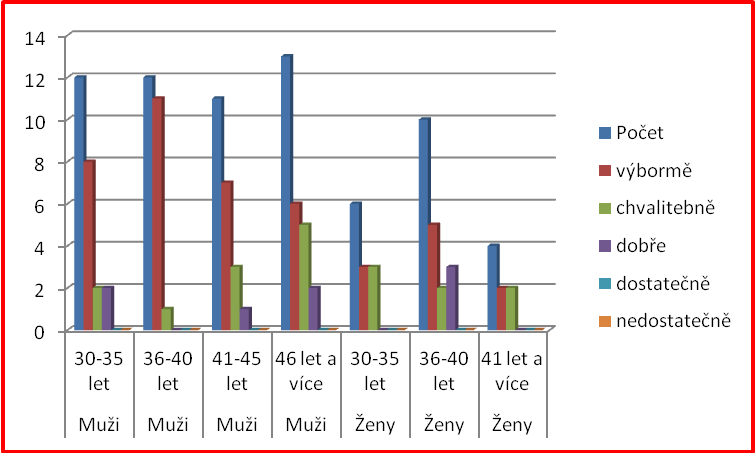 14
12
10
8
6
4
2
0
30-35 let
36-40 let
41-45 let
46 let a více
30-35 let
36-40 let
41 let a více
Muži
Muži
Muži
Muži
Ženy
Ženy
Ženy
Počet
výbormě
chvalitebně
dobře
dostatečně
nedostatečně